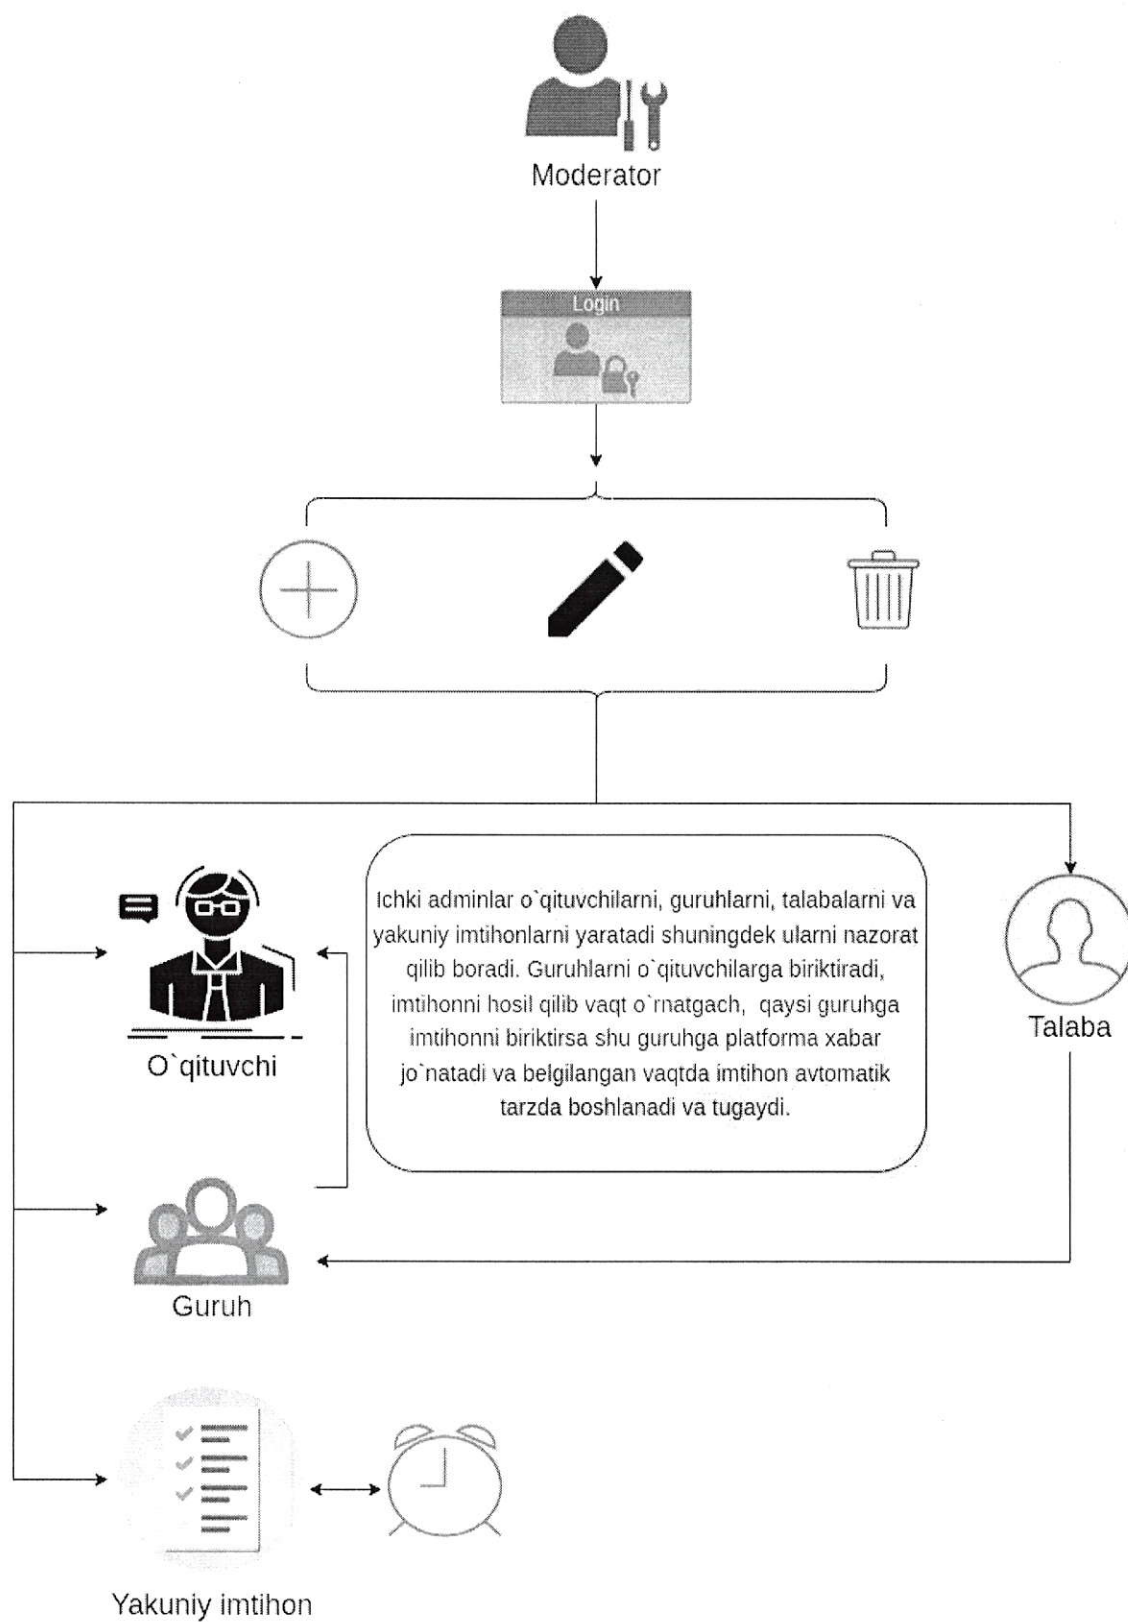 Moderator
Login
Ichki adminlar o`qituvchilarni, guruhlarni, talabalarni va
yakuniy imtihonlarni yaratadi shuningdek ularni nazorat
qilib boradi. Guruhlarni o`qituvchilarga biriktiradi,
imtihonni hosil qilib vaqt o`rnatgach, qaysi guruhga
imtihonni biriktirsa shu guruhga platforma xabar
jo`natadi va belgilangan vaqtda imtihon avtomatik
tarzda boshlanadi va tugaydi.
O`qituvchi
Talaba
Guruh
Yakuniy imtihon